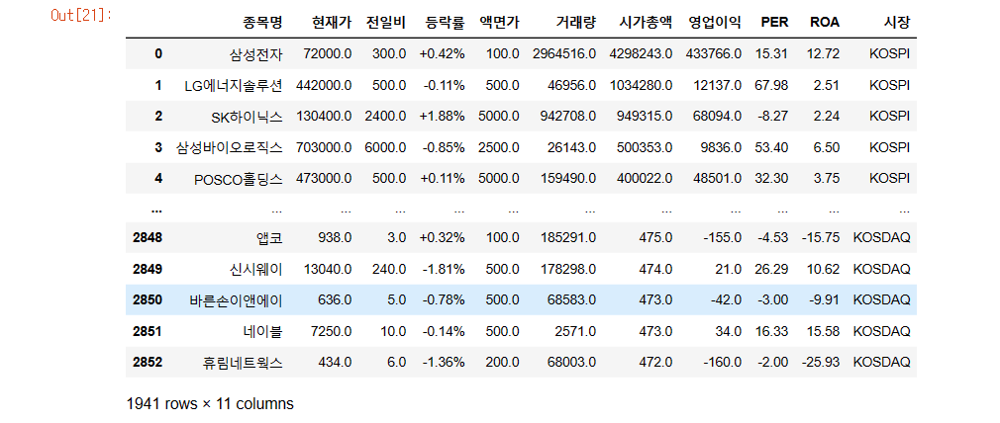 Out[21]:
종목명 현재가 전일비 등락률 액면가 거래량 시가총액 영업이익 PER ROA 시장
0 삼성전자 72000.0 300.0 +0.42% 100.0 2964516.0 4298243.0 433766.0 15.31 12.72 KOSPI
1 LG에너지솔루션 442000.0 500.0 -0.11% 500.0 46956.0 1034280.0 12137.0 67.98 2.51 KOSPI
2 SK하이닉스 130400.0 2400.0 +1.88% 5000.0 942708.0 949315.0 68094.0 -8.27 2.24 KOSPI
3 삼성바이오로직스 703000.0 6000.0 -0.85% 2500.0 26143.0 500353.0 9836.0 53.40 6.50 KOSPI
4 POSCO홀딩스 473000.0 500.0 +0.11% 5000.0 159490.0 400022.0 48501.0 32.30 3.75 KOSPI
... ... ... ... ... ... ... ... ... ... ... ...
2848 앱코 938.0 3.0 +0.32% 100.0 185291.0 475.0 -155.0 -4.53 -15.75 KOSDAQ
2849 신시웨이 13040.0 240.0 -1.81% 500.0 178298.0 474.0 21.0 26.29 10.62 KOSDAQ
2850 바른손이앤에이 636.0 5.0 -0.78% 500.0 68583.0 473.0 -42.0 -3.00 -9.91 KOSDAQ
2851 네이블 7250.0 10.0 -0.14% 500.0 2571.0 473.0 34.0 16.33 15.58 KOSDAQ
2852 휴림네트웍스 434.0 6.0 -1.36% 200.0 68003.0 472.0 -160.0 -2.00 -25.93 KOSDAQ
1941 rows × 11 columns